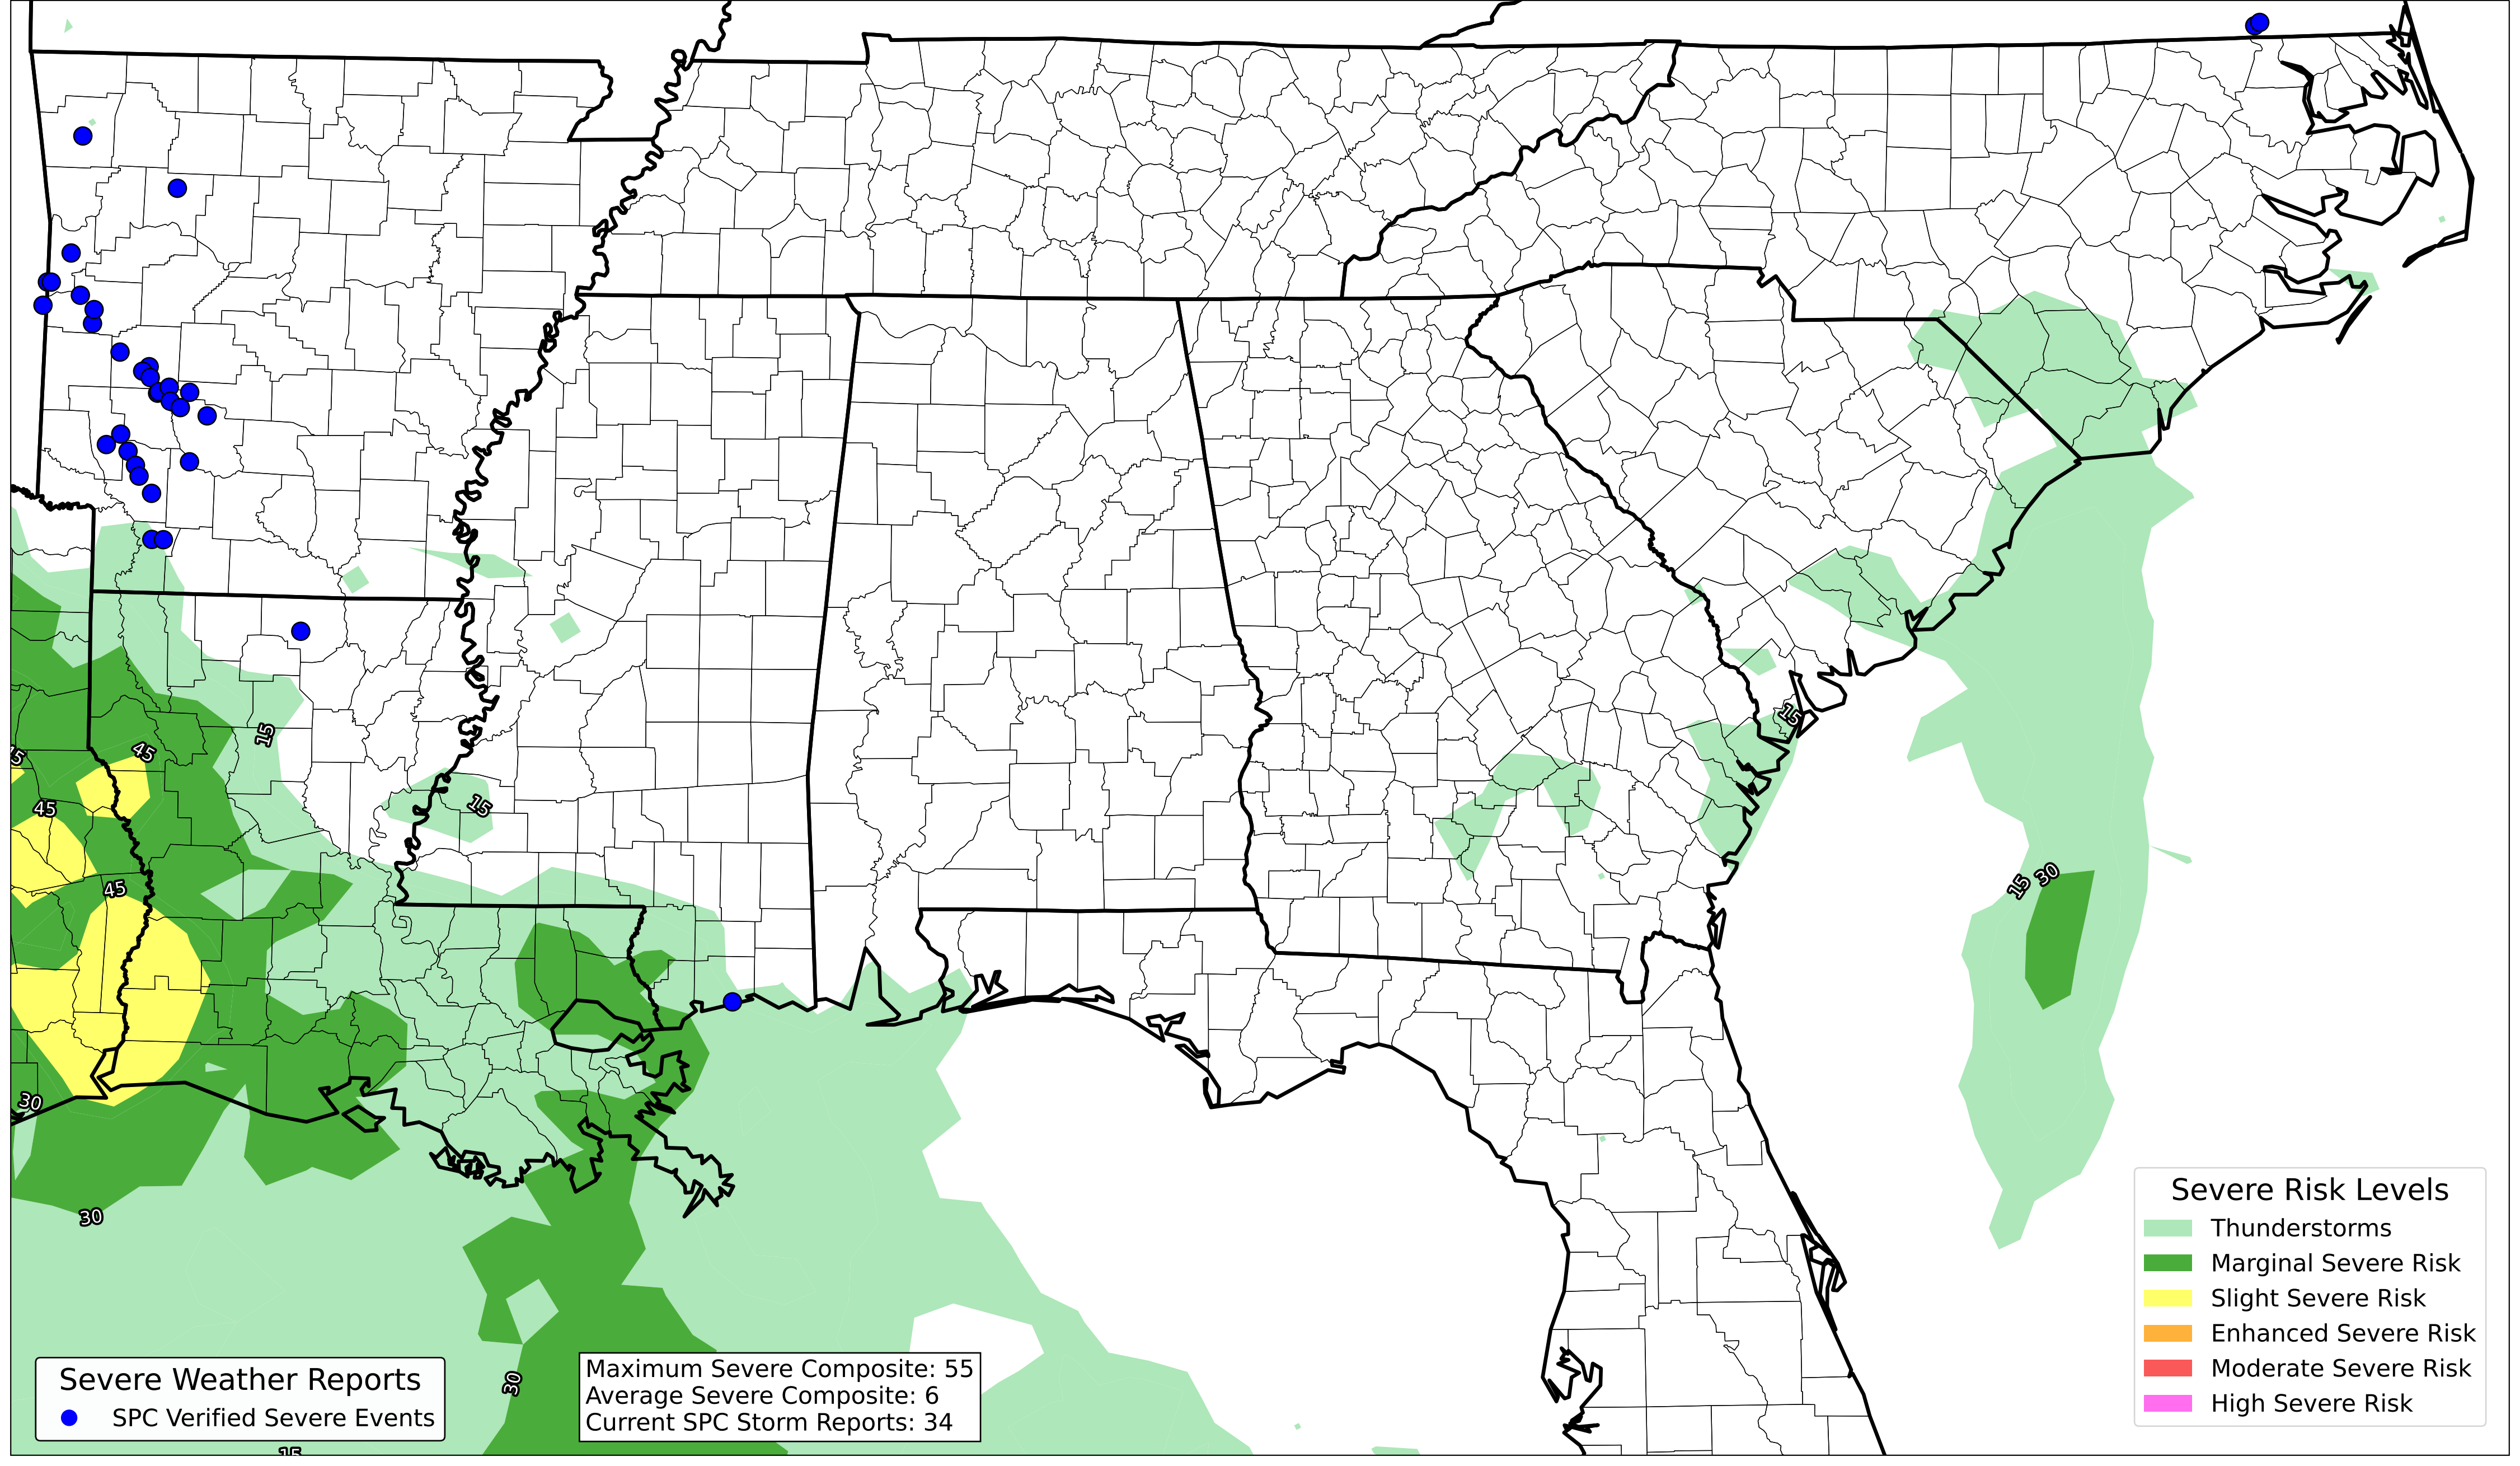 15
45
15
45
45
15
15
15
30
30
30
30
15
Severe Weather Reports
SPC Verified Severe Events
Maximum Severe Composite: 55
Average Severe Composite: 6
Current SPC Storm Reports: 34
Severe Risk Levels
Thunderstorms
Marginal Severe Risk
Slight Severe Risk
Enhanced Severe Risk
Moderate Severe Risk
High Severe Risk